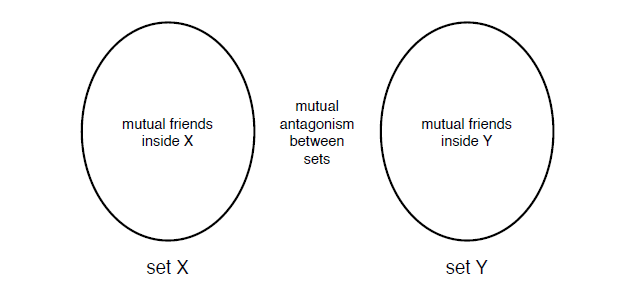 mutual friends
inside X
mutual
antagonism
between
sets
mutual friends
inside Y
set X
set Y